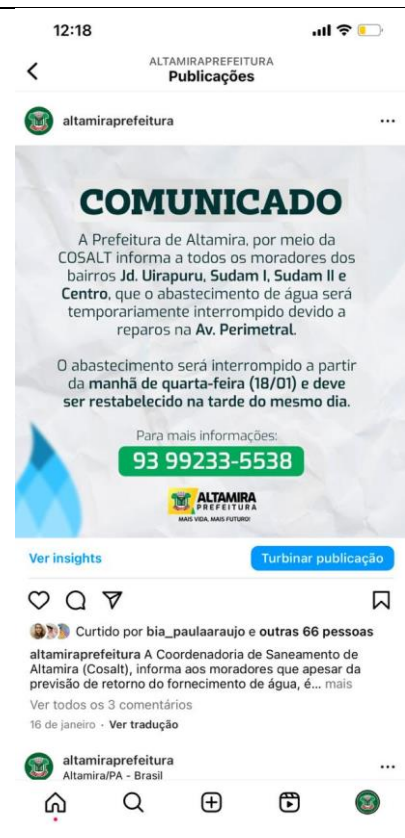 12:18
ALTAMIRAPREFEITURA
Publicações
altamiraprefeitura
COMUNICADO
A Prefeitura de Altamira, por meio da
COSALT informa a todos os moradores dos
bairros Jd. Uirapuru, Sudam I, Sudam II e
Centro, que o abastecimento de água será
temporariamente interrompido devido a
reparos na Av. Perimetral.
O abastecimento será interrompido a partir
da manhã de quarta-feira (18/01) e deve
ser restabelecido na tarde do mesmo dia.
Para mais informações:
93 99233-5538
ALTAMIRA
PREFEITURA
MAIS VIDA, MAIS FUTURO!
Ver insights
Turbinar publicação
Curtido por bia_paulaaraujo e outras 66 pessoas
altamiraprefeitura A Coordenadoria de Saneamento de
Altamira (Cosalt), informa aos moradores que apesar da
previsão de retorno do fornecimento de água, é... mais
Ver todos os 3 comentários
16 de janeiro · Ver tradução
altamiraprefeitura
Altamira/PA - Brasil